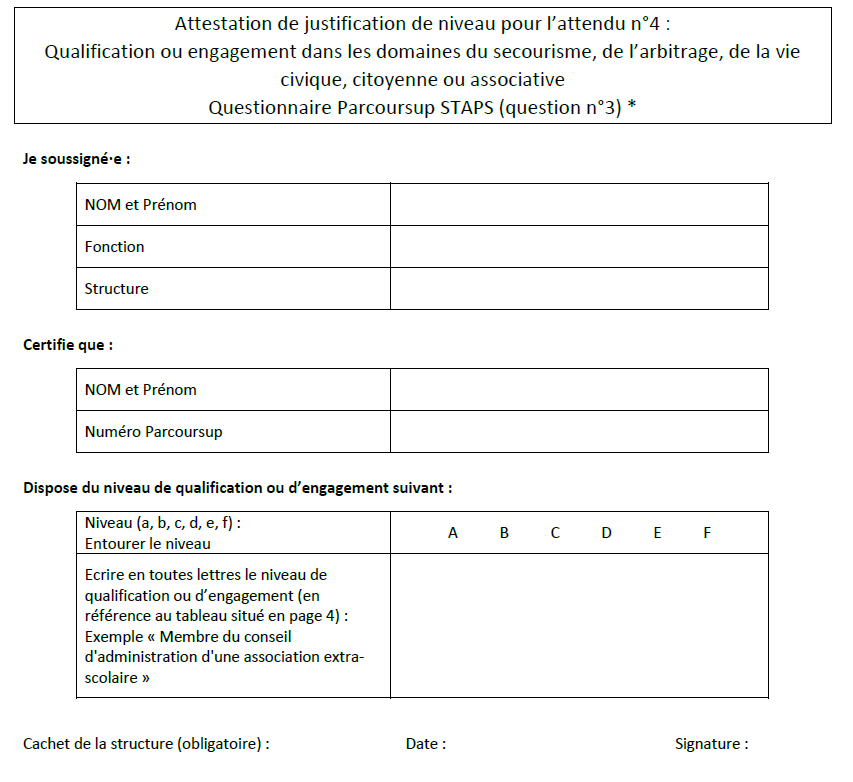 Attestation de justification de niveau pour l’attendu n°4 :
Qualification ou engagement dans les domaines du secourisme, de l’arbitrage, de la vie
civique, citoyenne ou associative
Questionnaire Parcoursup STAPS (question n°3) *
Je soussigné·e :
NOM et Prénom
Fonction
Structure
Certifie que :
NOM et Prénom
Numéro Parcoursup
Dispose du niveau de qualification ou d’engagement suivant :
Niveau (a, b, c, d, e, f) :
Entourer le niveau
A B C D E F
Ecrire en toutes lettres le niveau de
qualification ou d’engagement (en
référence au tableau situé en page 4) :
Exemple « Membre du conseil
d'administration d'une association extra-
scolaire »
Cachet de la structure (obligatoire) : Date : Signature :